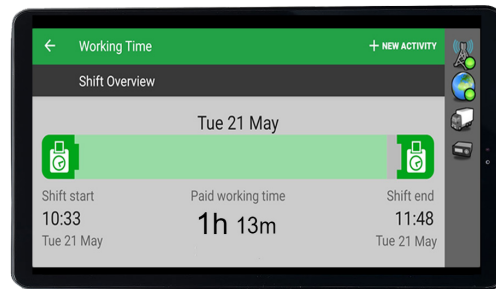 Working Time
+ NEW ACTIVITY
Shift Overview
Tue 21 May
Shift start
Paid working time
Shift end
10:33
1h 13m
11:48
Tue 21 May
Tue 21 May